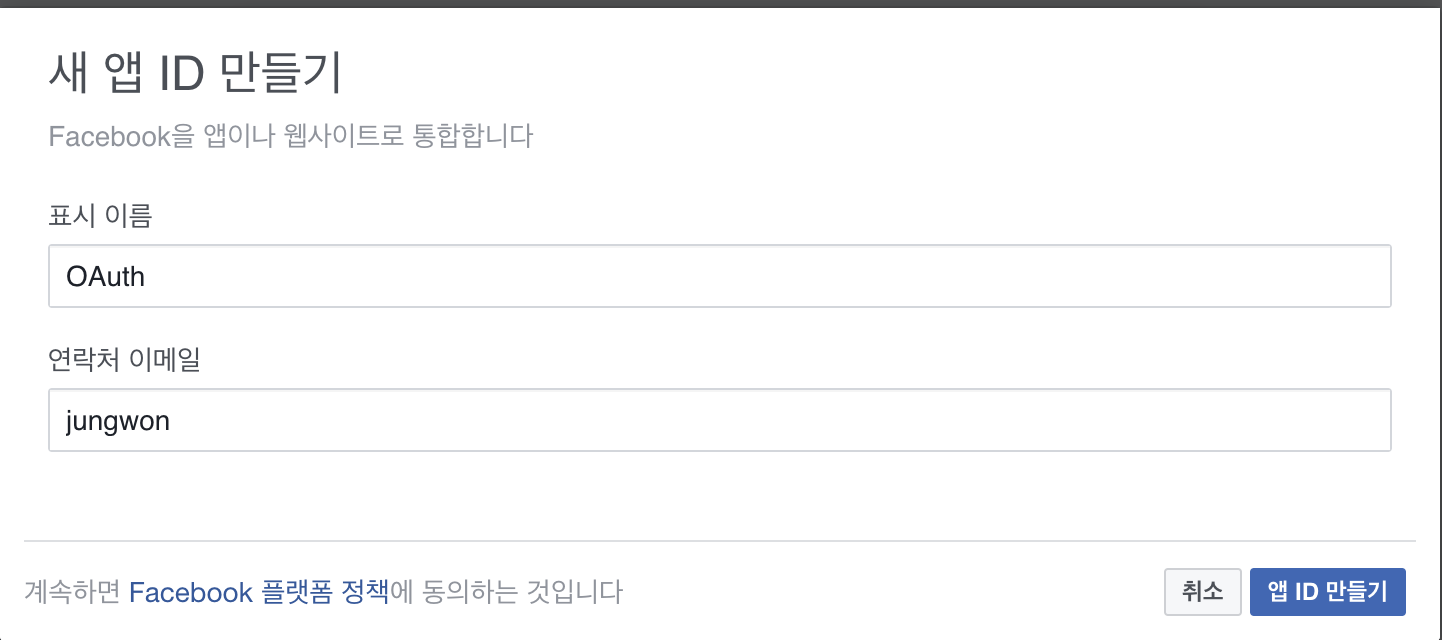 새 앱 ID 만들기
Facebook을 앱이나 웹사이트로 통합합니다
표시 이름
OAuth
연락처 이메일
jungwon
계속하면 Facebook 플랫폼 정책에 동의하는 것입니다
취소
앱 ID 만들기